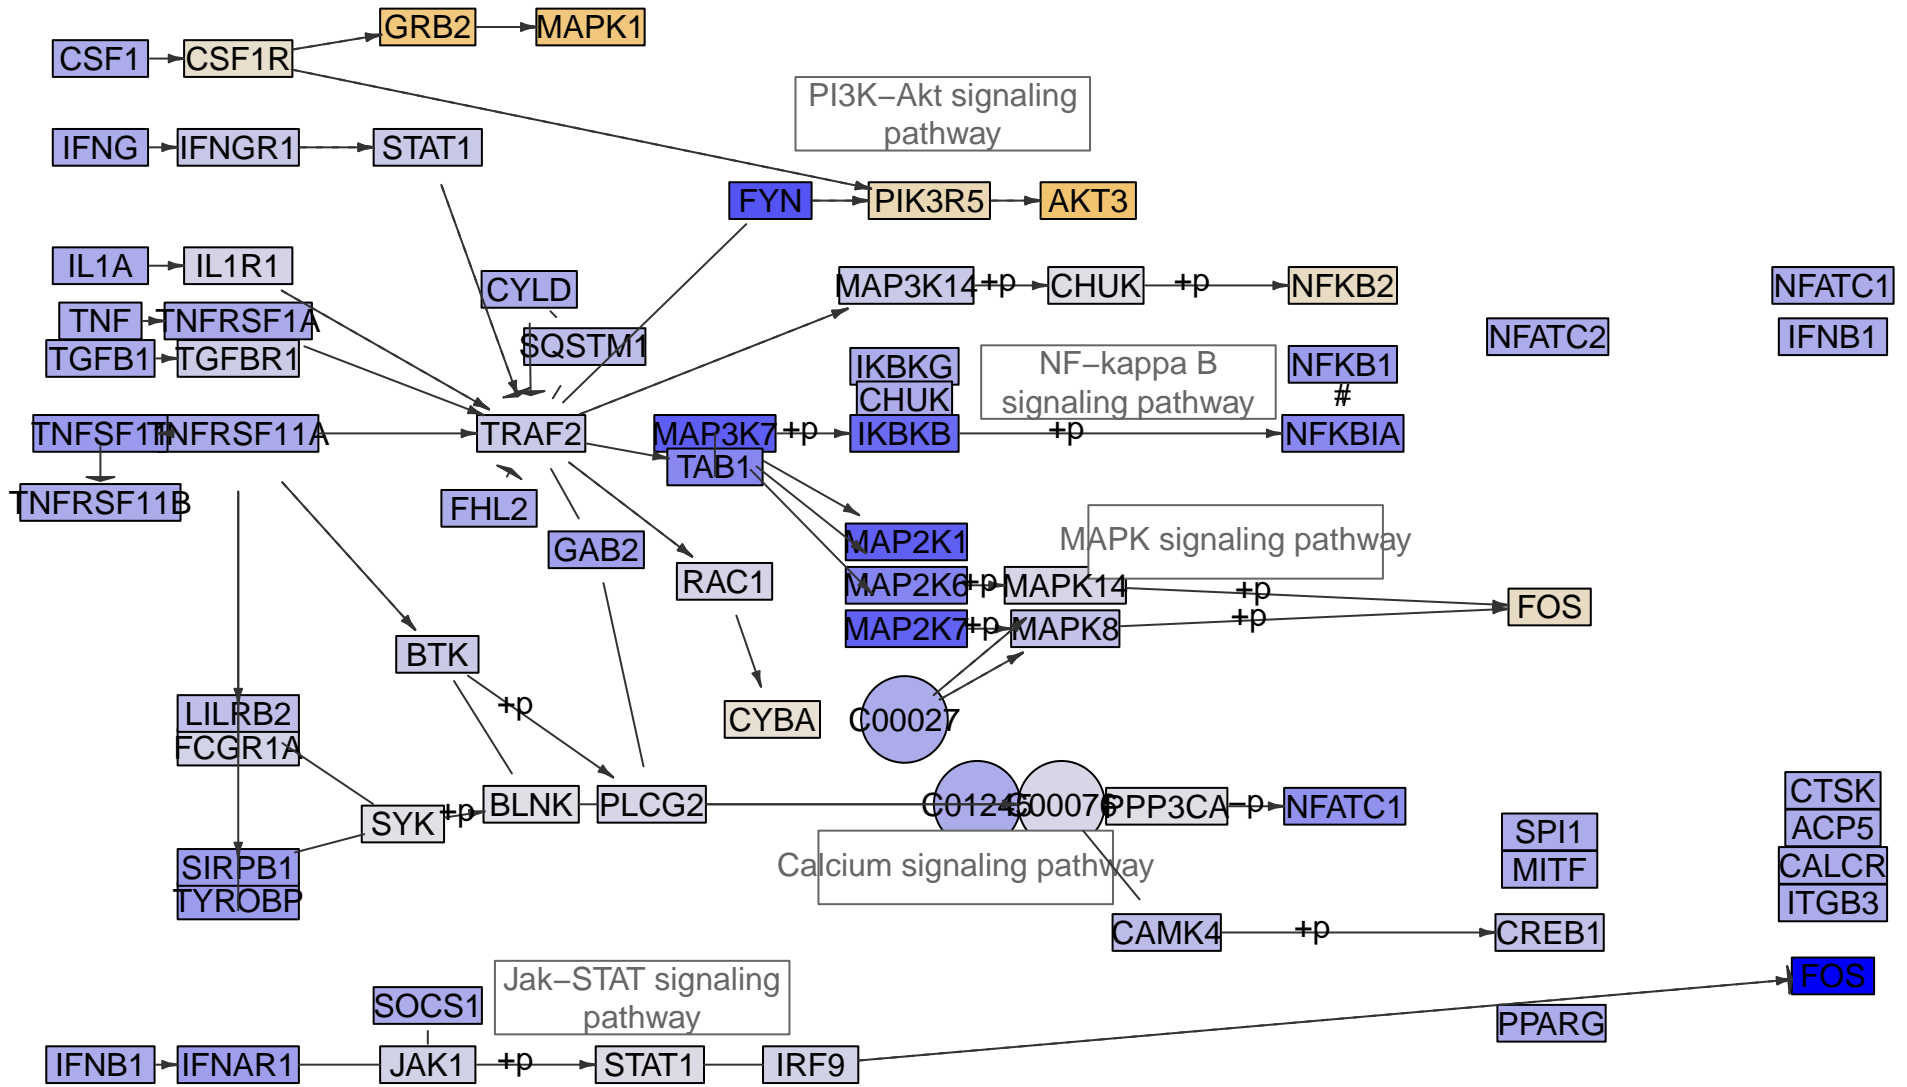 GRB2
MAPK1
CSF1
CSF1R
PI3K−Akt signaling
pathway
IFNG
IFNGR1
STAT1
FYN
PIK3R5
AKT3
IL1A
IL1R1
CYLD
MAP3K14
+p
CHUK
+p
NFKB2
NFATC1
TNF
TNFRSF1A
SQSTM1
NFATC2
IFNB1
TGFB1
TGFBR1
IKBKG
NF−kappa B
signaling pathway
NFKB1
#
CHUK
TNFSF11
TNFRSF11A
TRAF2
MAP3K7
+p
IKBKB
+p
NFKBIA
TAB1
TNFRSF11B
FHL2
GAB2
MAP2K1
MAPK signaling pathway
RAC1
MAP2K6
+p
MAPK14
+p
FOS
MAP2K7
+p
MAPK8
+p
BTK
LILRB2
+p
CYBA
C00027
FCGR1A
SYK
+p
BLNK
PLCG2
C01245
C00076
PPP3CA
−p
NFATC1
CTSK
SPI1
ACP5
SIRPB1
Calcium signaling pathway
MITF
CALCR
TYROBP
ITGB3
CAMK4
+p
CREB1
Jak−STAT signaling
pathway
FOS
SOCS1
PPARG
IFNB1
IFNAR1
JAK1
+p
STAT1
IRF9